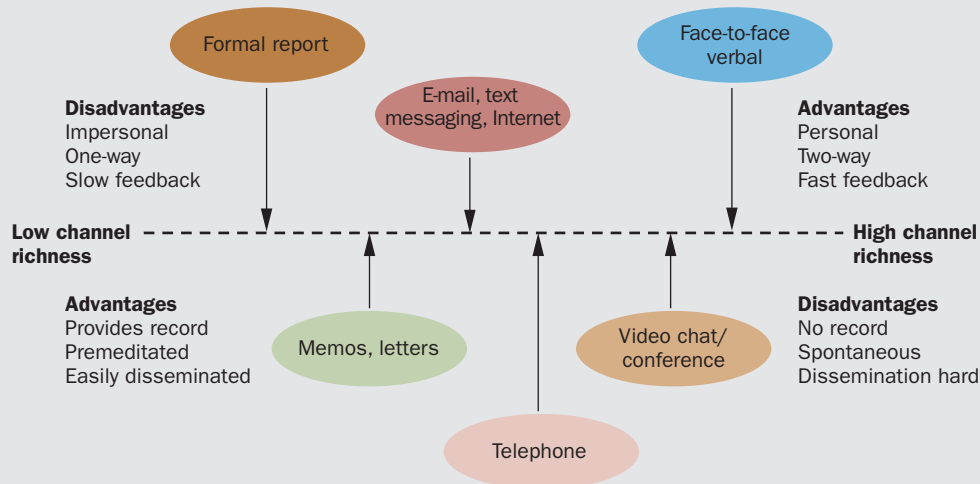 Formal report
Face-to-face
verbal
E-mail, text
messaging, Internet
Disadvantages
Impersonal
One-way
Slow feedback
Advantages
Personal
Two-way
Fast feedback
Low channel
richness
High channel
richness
Advantages
Provides record
Premeditated
Easily disseminated
Memos, letters
Video chat/
conference
Disadvantages
No record
Spontaneous
Dissemination hard
Telephone